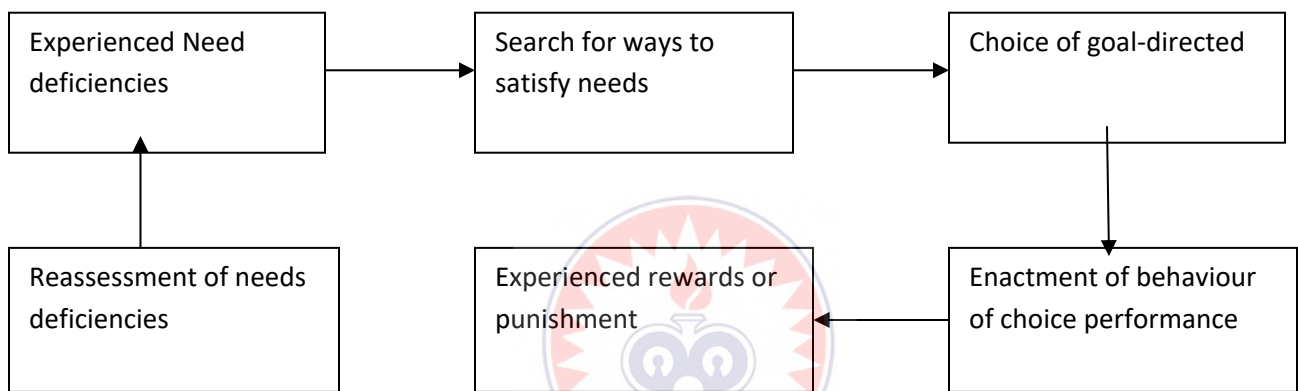 Experienced Need
deficiencies
Search for ways to
satisfy needs
Choice of goal-directed
Reassessment of needs
deficiencies
Experienced rewards or
punishment
Enactment of behaviour
of choice performance